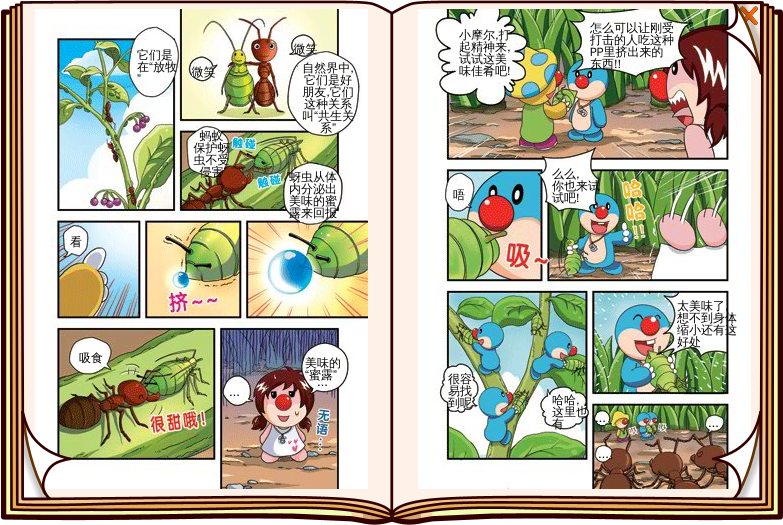 它们是
在“放牧
”
微笑
微笑
自然界中,
它们是好
朋友,它们
这种关系
叫“共生关
系”
蚂蚁
保护蚜
虫不受
侵害
触碰
触碰
蚜虫从体
内分泌出
美味的蜜
露来回报
看
挤~~
吸食
很甜哦!
美味的
“蜜露”
…
…
无语…
小摩尔,打
起精神来,
试试这美
味佳肴吧!
怎么可以让刚受
打击的人吃这种
PP里挤出来的
东西!!
唔
吸~
么么,
你也来试
试吧!
哈哈!!
很容
易找
到呢
哈哈,
这里也
有
太美味了
想不到身体
缩小还有这
好处
…
…
…